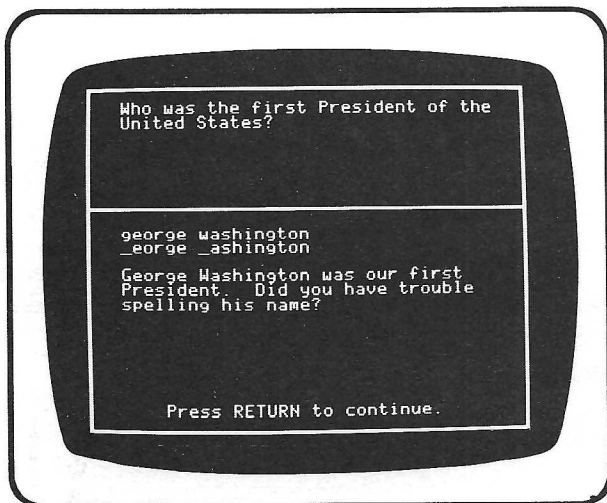 Who was the first President of the
United States?
george washington
_eorge _ashington
George Washington was our first
President.  Did you have trouble
spelling his name?
Press RETURN to continue.